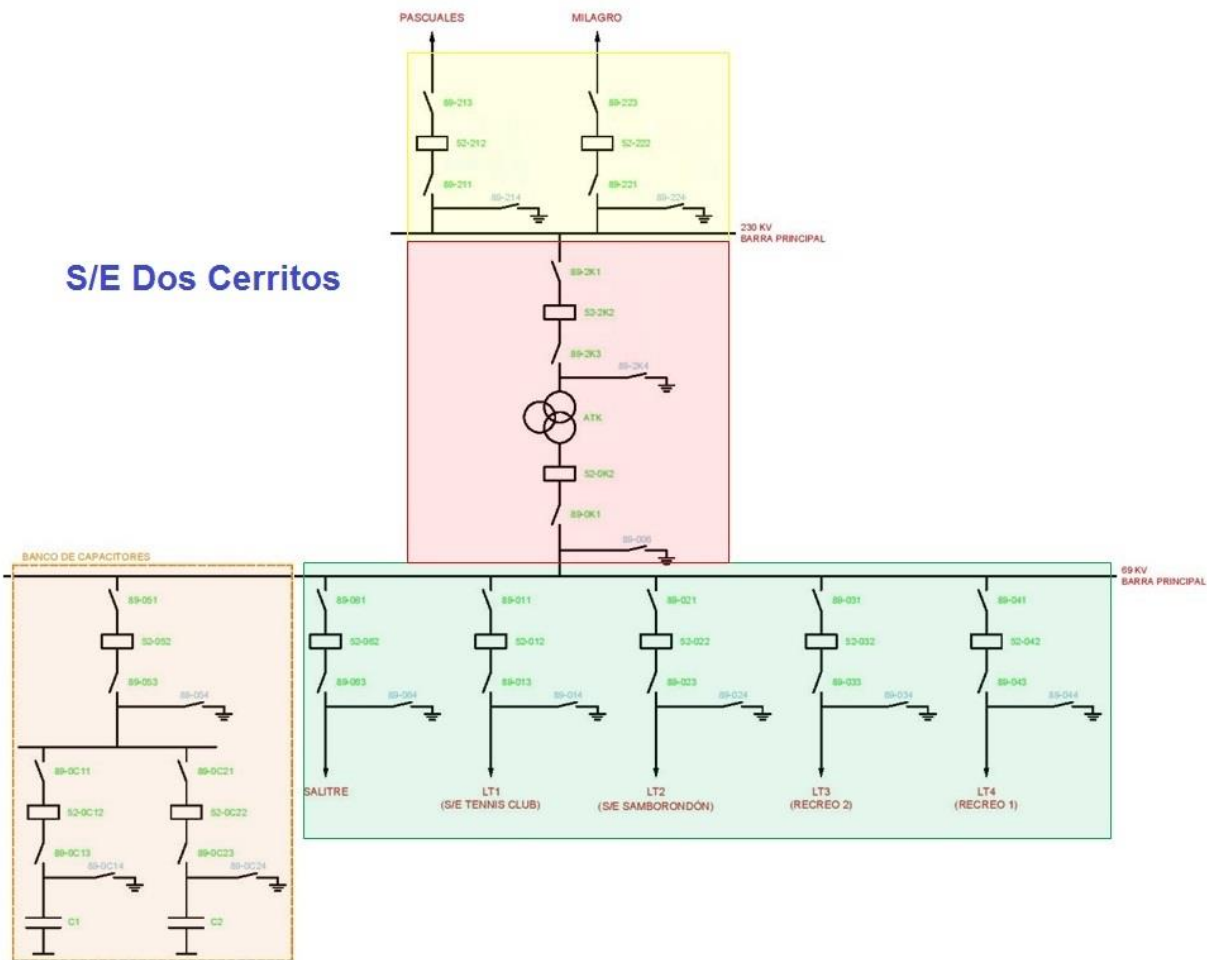 PASCUALES
MILAGRO
89-213
89-223
52-212
52-222
89-211
89-221
89-214
89-224
230 KV
BARRA PRINCIPAL
S/E Dos Cerritos
89-2K1
52-2K2
89-2K3
89-2K4
ATK
52-0K2
89-0K1
89-006
BANCO DE CAPACITORES
69 KV
BARRA PRINCIPAL
89-051
89-061
89-011
89-021
89-031
89-041
52-052
52-062
52-012
52-022
52-032
52-042
89-053
89-063
89-013
89-023
89-033
89-043
89-054
89-064
89-014
89-024
89-034
89-044
89-0C11
89-0C21
SALITRE
LT1
(S/E TENNIS CLUB)
LT2
(S/E SAMBORONDÓN)
LT3
(RECREO 2)
LT4
(RECREO 1)
52-0C12
52-0C22
89-0C13
89-0C23
89-0C14
89-0C24
C1
C2